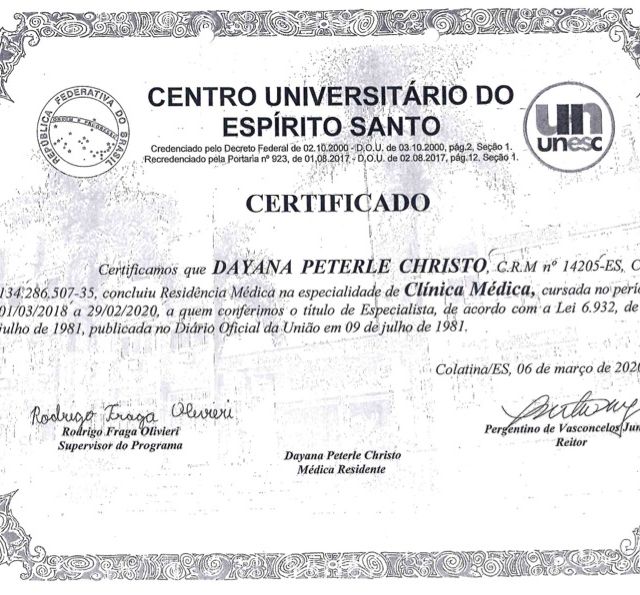 REPÚBLICA FEDERATIVA DO BRASIL
CENTRO UNIVERSITÁRIO DO
ESPÍRITO SANTO
Credenciado pelo Decreto Federal de 02.10.2000 - D.O.U. de 03.10.2000, pág.2, Seção 1.
Recredenciado pela Portaria nº 923, de 01.08.2017 - D.O.U. de 02.08.2017, pág.12, Seção 1.
un
unesc
CERTIFICADO
Certificamos que DAYANA PETERLE CHRISTO, C.R.M nº 14205-ES, C
134.286.507-35, concluiu Residência Médica na especialidade de Clínica Médica, cursada no perío
01/03/2018 a 29/02/2020, a quem conferimos o título de Especialista, de acordo com a Lei 6.932, de
julho de 1981, publicada no Diário Oficial da União em 09 de julho de 1981.
Colatina/ES, 06 de março de 2020
Rodrigo Fraga Olivieri
Rodrigo Fraga Olivieri
Supervisor do Programa
Dayana Peterle Christo
Médica Residente
Pergentino de Vasconcelos Jun
Reitor